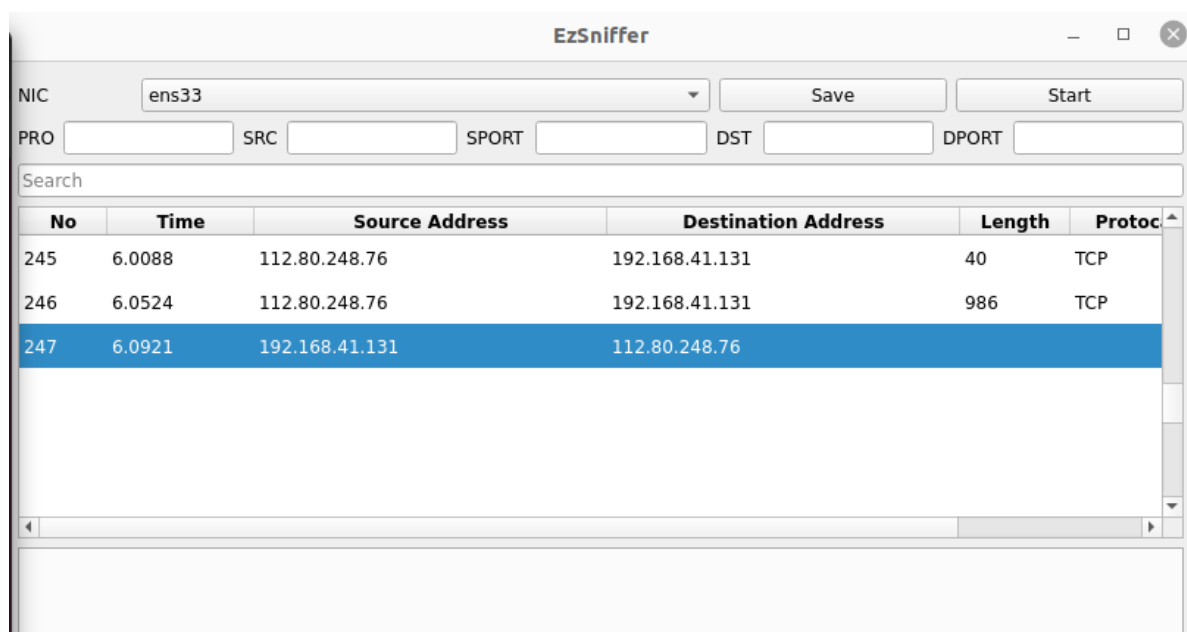 EzSniffer
NIC ens33 Save Start
PRO SRC SPORT DST DPORT
Search
No Time Source Address Destination Address Length Protoc
245 6.0088 112.80.248.76 192.168.41.131 40 TCP
246 6.0524 112.80.248.76 192.168.41.131 986 TCP
247 6.0921 192.168.41.131 112.80.248.76